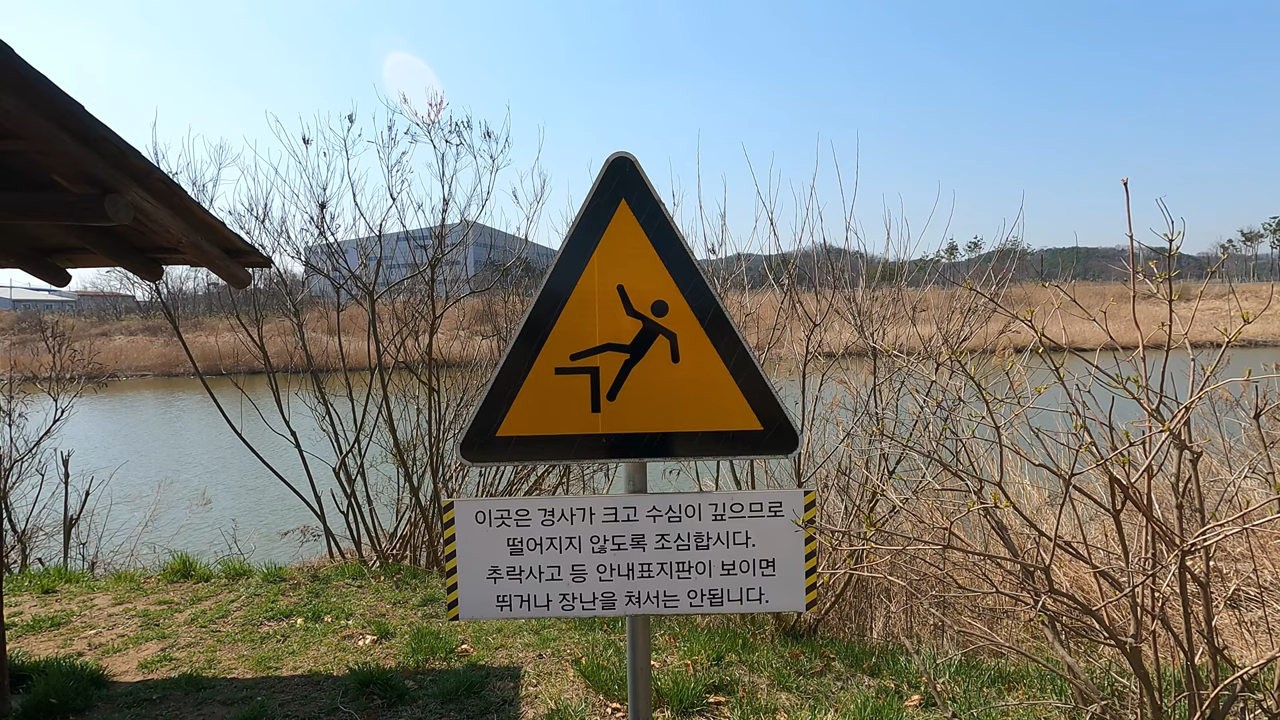 이곳은 경사가 크고 수심이 깊으므로
떨어지지 않도록 조심합시다.
추락사고 등 안내표지판이 보이면
뛰거나 장난을 쳐서는 안됩니다.